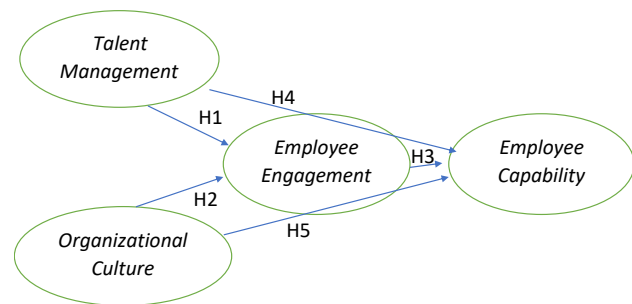 Talent
Management
H4
H1
Employee
Engagement
H3
Employee
Capability
H2
H5
Organizational
Culture